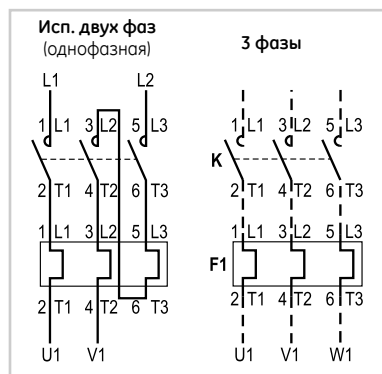 Исп. двух фаз
(однофазная)
3 фазы
L1 L2
1 L1 3 L2 5 L3 1 L1 3 L2 5 L3
K
2 T1 4 T2 6 T3 2 T1 4 T2 6 T3
1 L1 3 L2 5 L3 1 L1 3 L2 5 L3
F1
2 T1 4 T2 6 T3 2 T1 4 T2 6 T3
U1 V1 U1 V1 W1